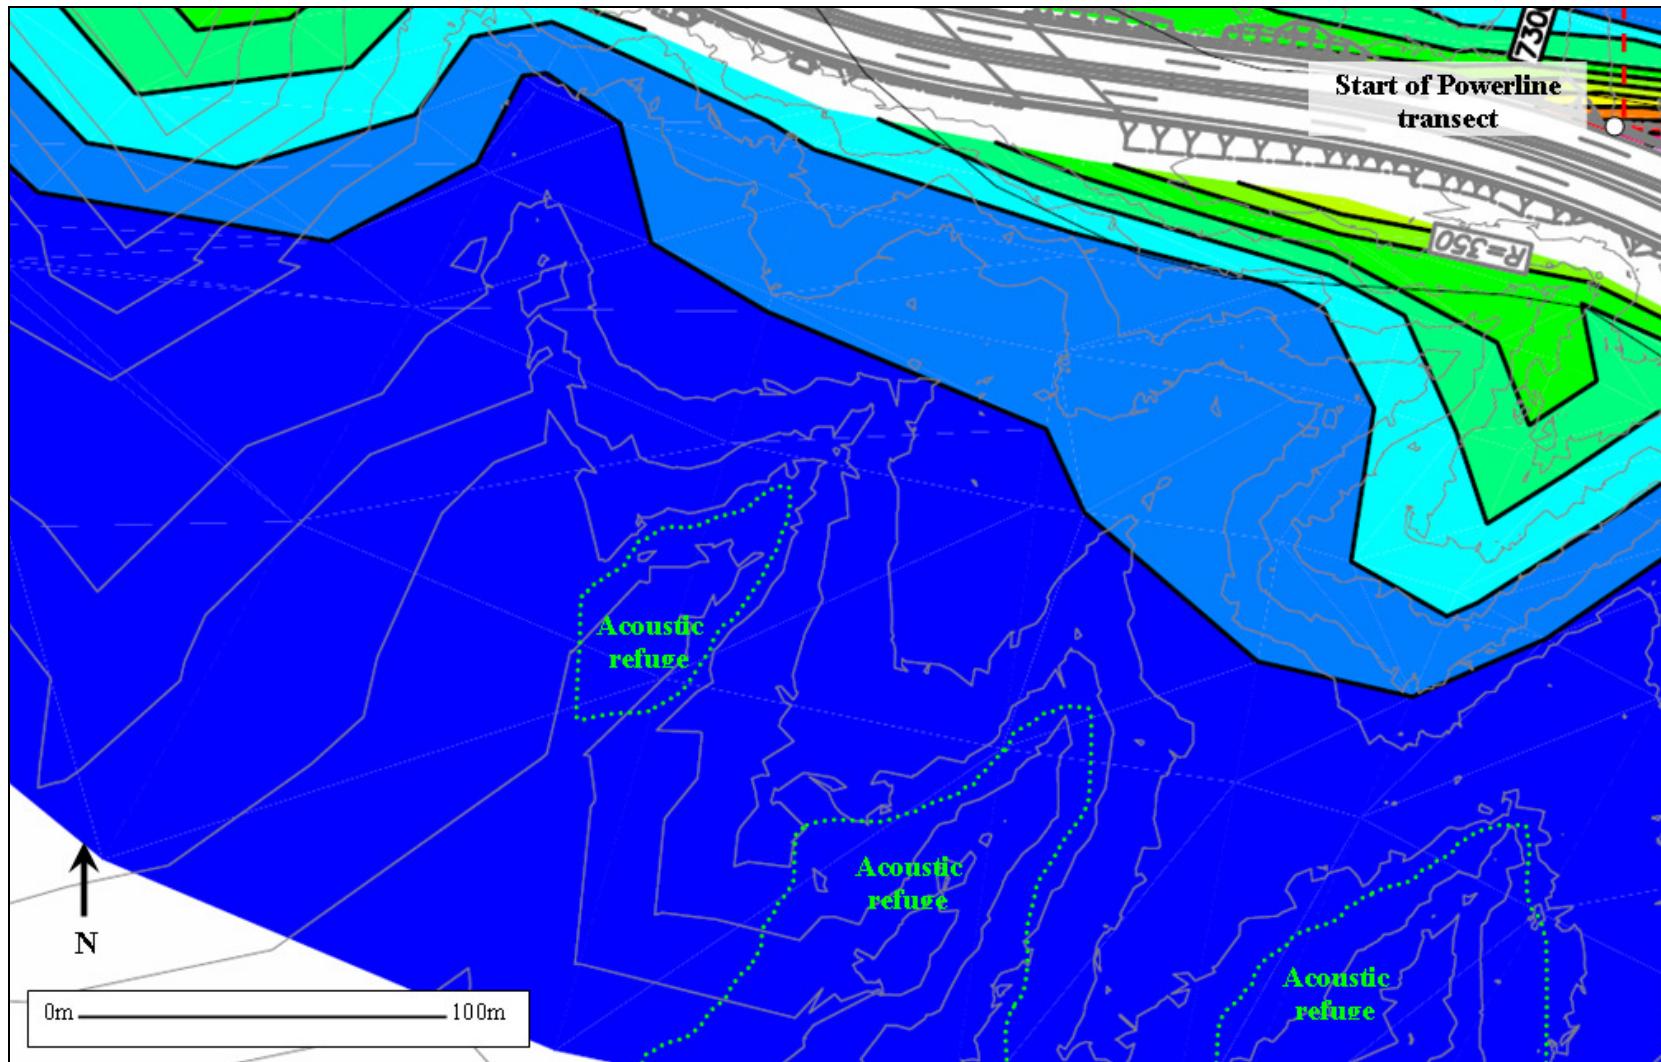 730
Start of Powerline
transect
R=350
Acoustic
refuge
Acoustic
refuge
Acoustic
refuge
N
0m 100m